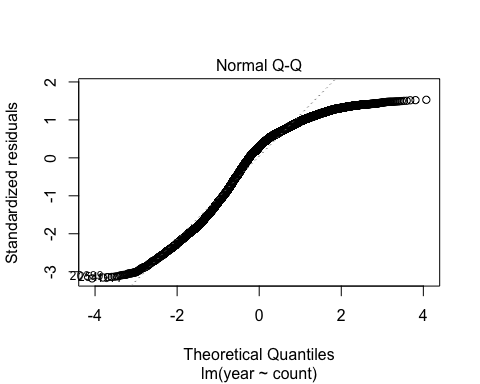 Normal Q-Q
Standardized residuals
2
1
0
-1
-2
-3
-4
-2
0
2
4
Theoretical Quantiles
lm(year ~ count)